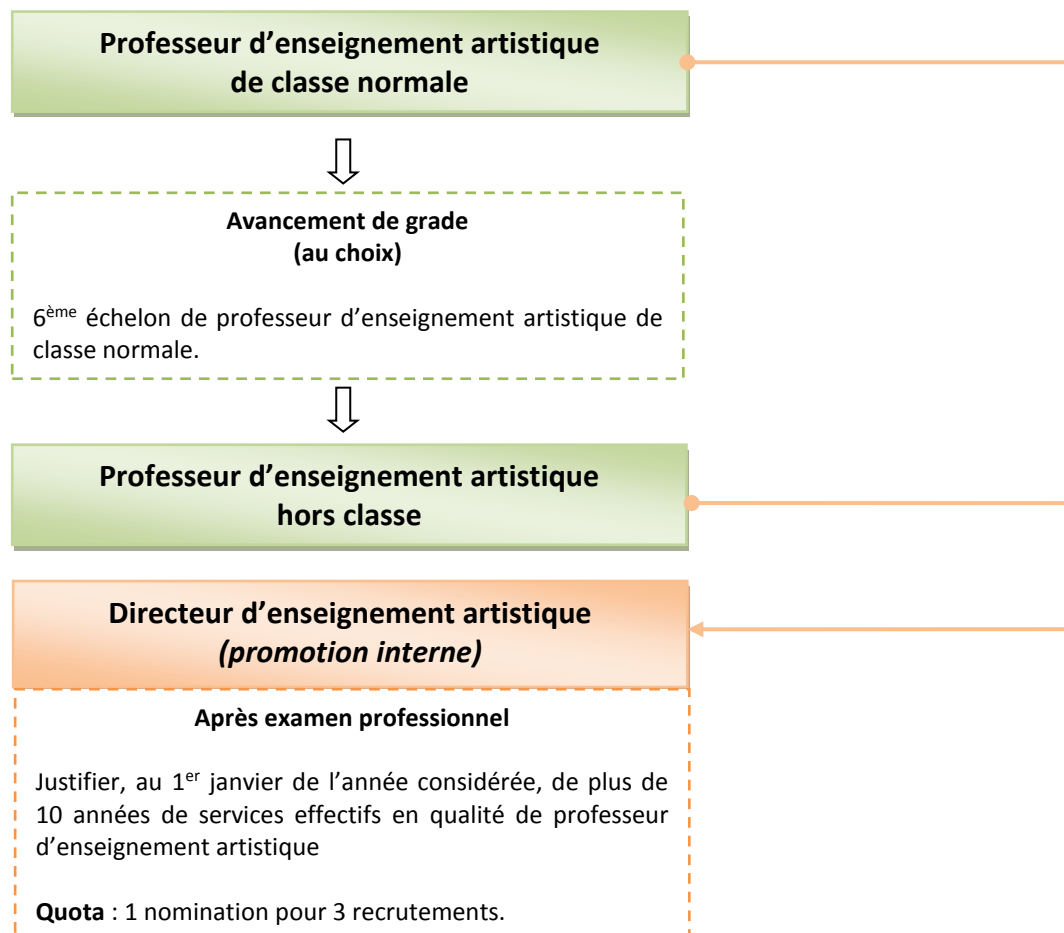 Professeur d’enseignement artistique
de classe normale
Avancement de grade
(au choix)
6ème échelon de professeur d’enseignement artistique de
classe normale.
Professeur d’enseignement artistique
hors classe
Directeur d’enseignement artistique
(promotion interne)
Après examen professionnel
Justifier, au 1er janvier de l’année considérée, de plus de
10 années de services effectifs en qualité de professeur
d’enseignement artistique
Quota : 1 nomination pour 3 recrutements.